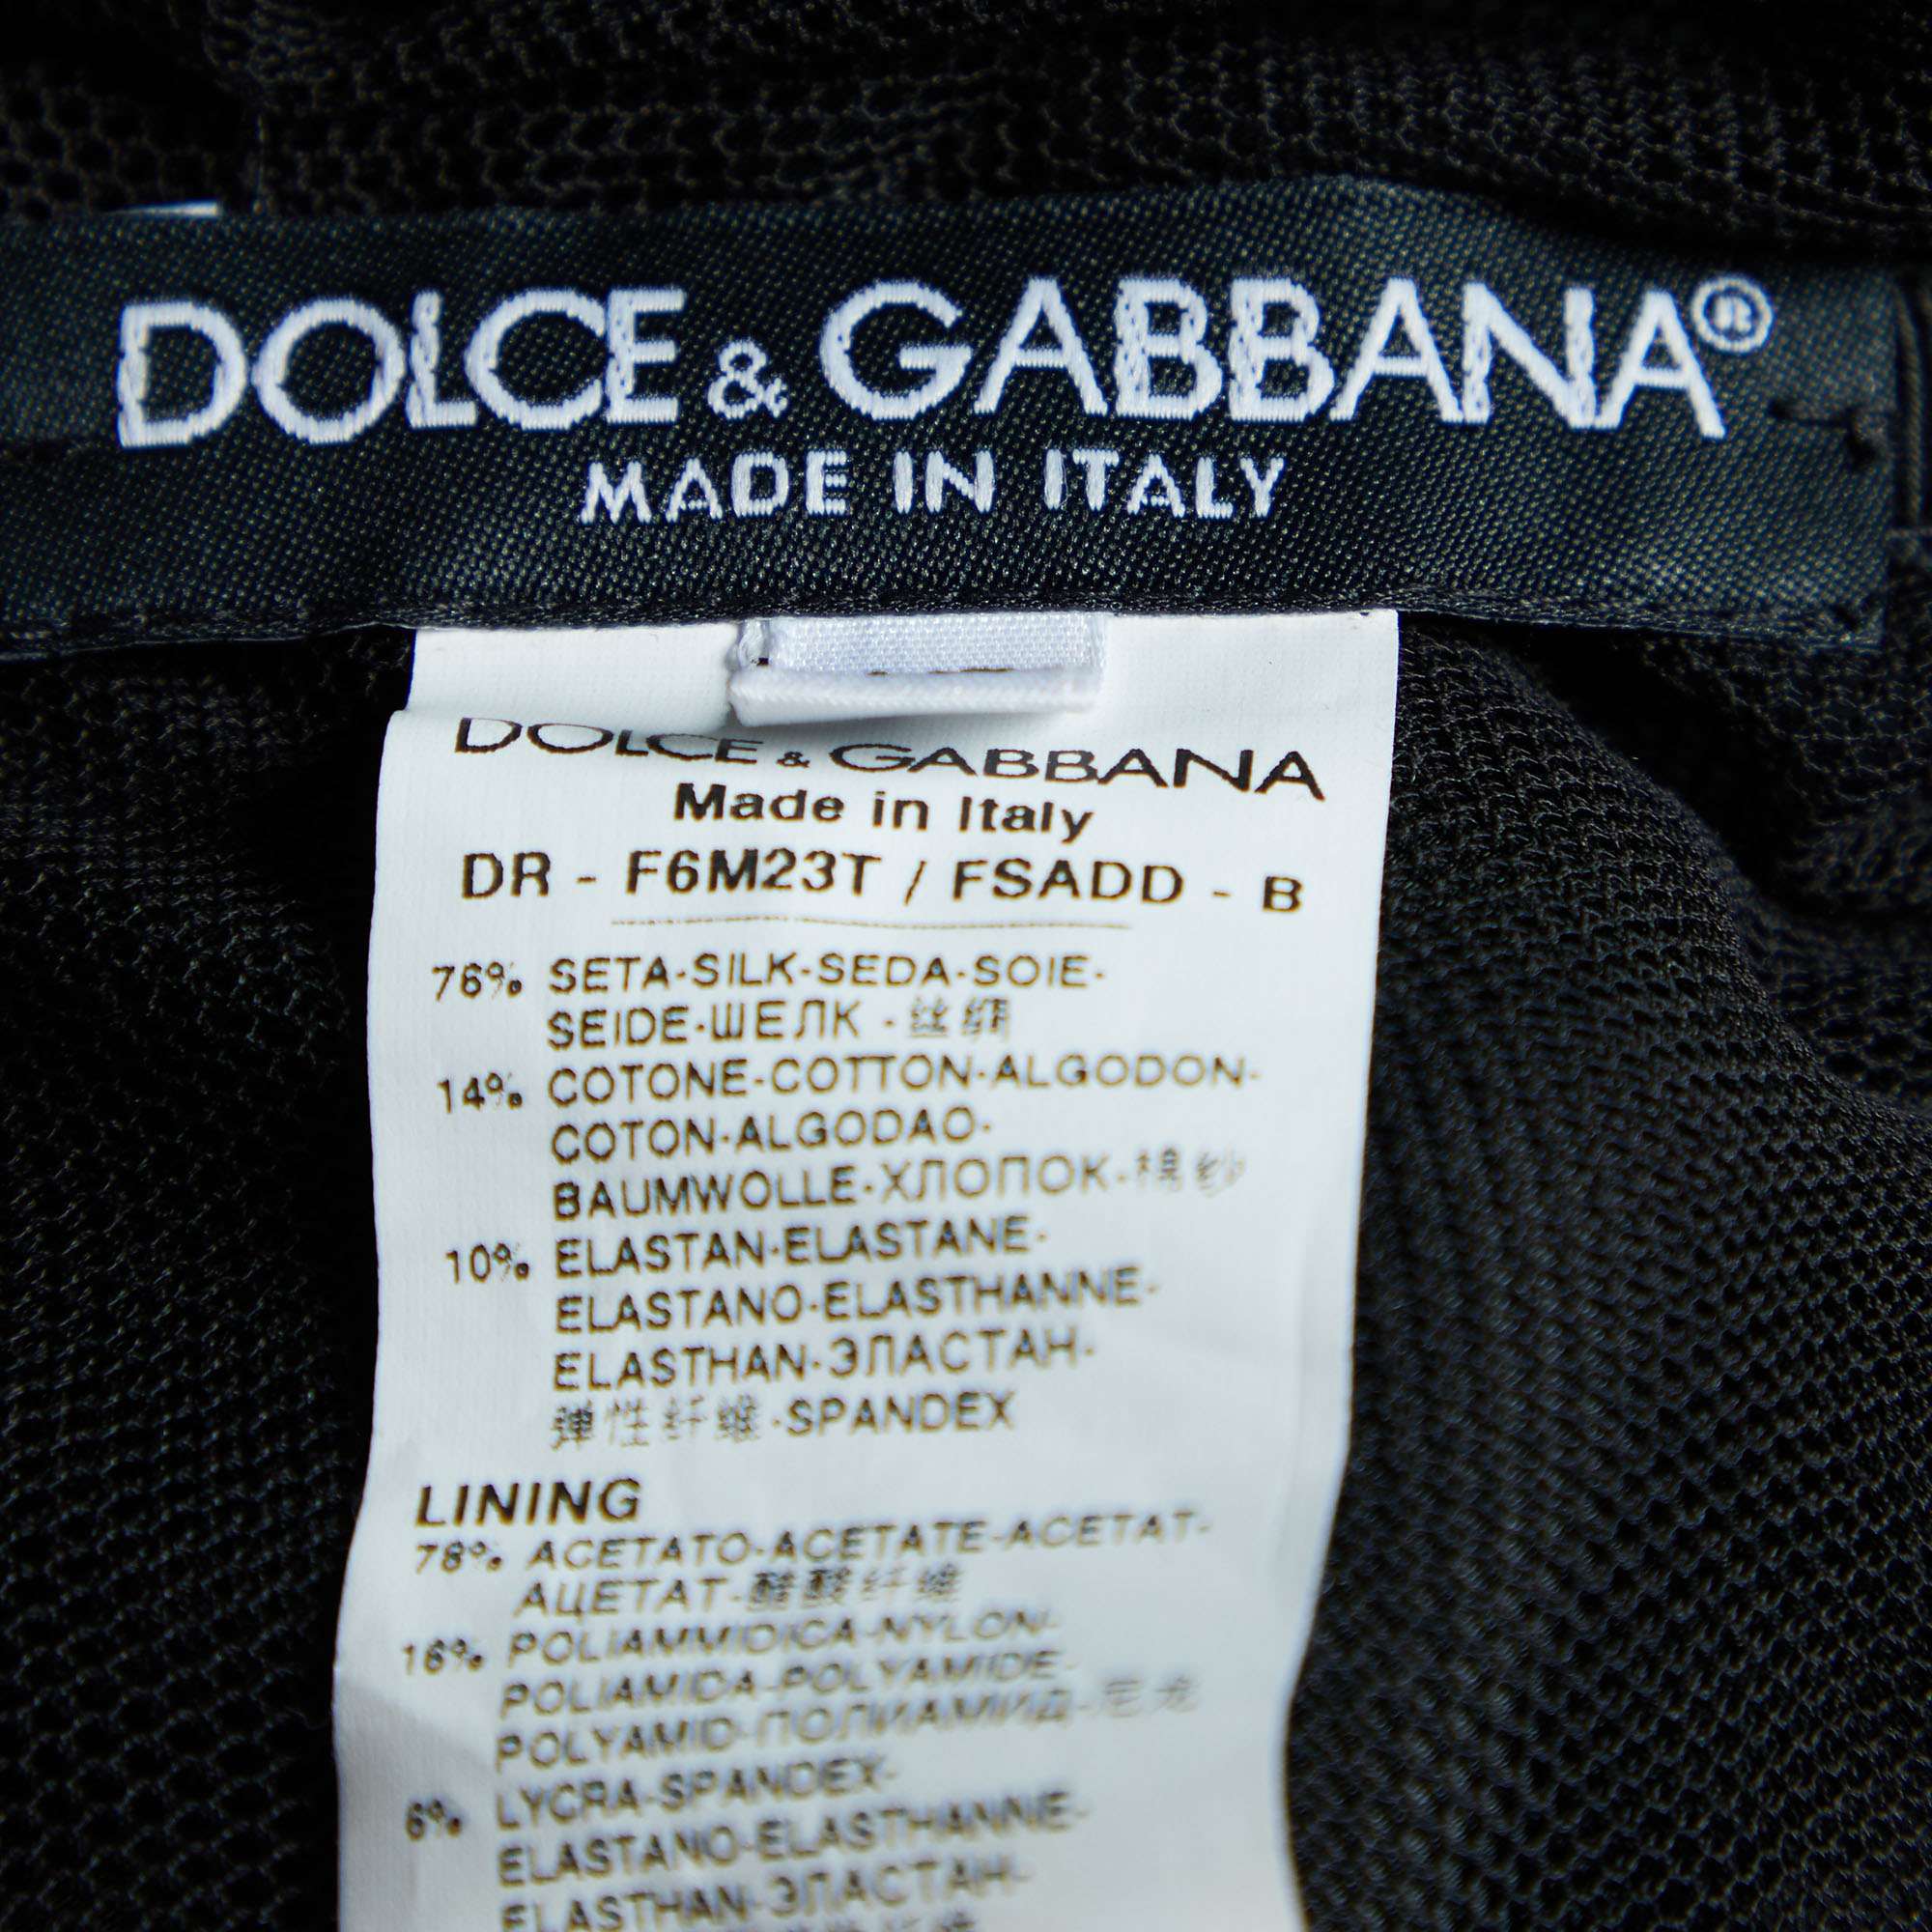 DOLCE & GABBANA®
MADE IN ITALY
DOLCE & GABBANA
Made in Italy
DR - F6M23T / FSADD - B
76% SETA-SILK-SEDA-SOIE-
SEIDE-ШЕЛК - 丝绸
14% COTONE-COTTON-ALGODON-
COTON-ALGODAO-
BAUMWOLLE-ХЛОПОК-棉纱
10% ELASTAN-ELASTANE-
ELASTANO-ELASTHANNE-
ELASTHAN-ЭЛАСТАН-
弹性纤维-SPANDEX
LINING
78% ACETATO-ACETATE-ACETAT-
АЦЕТАТ-醋酸纤维
16% POLIAMMIDICA-NYLON-
POLIAMIDA-POLYAMIDE-
POLYAMID-ПОЛИАМИД-尼龙
6% LYCRA-SPANDEX-
ELASTANO-ELASTHANNE-
ELASTHAN-ЭЛАСТАН-